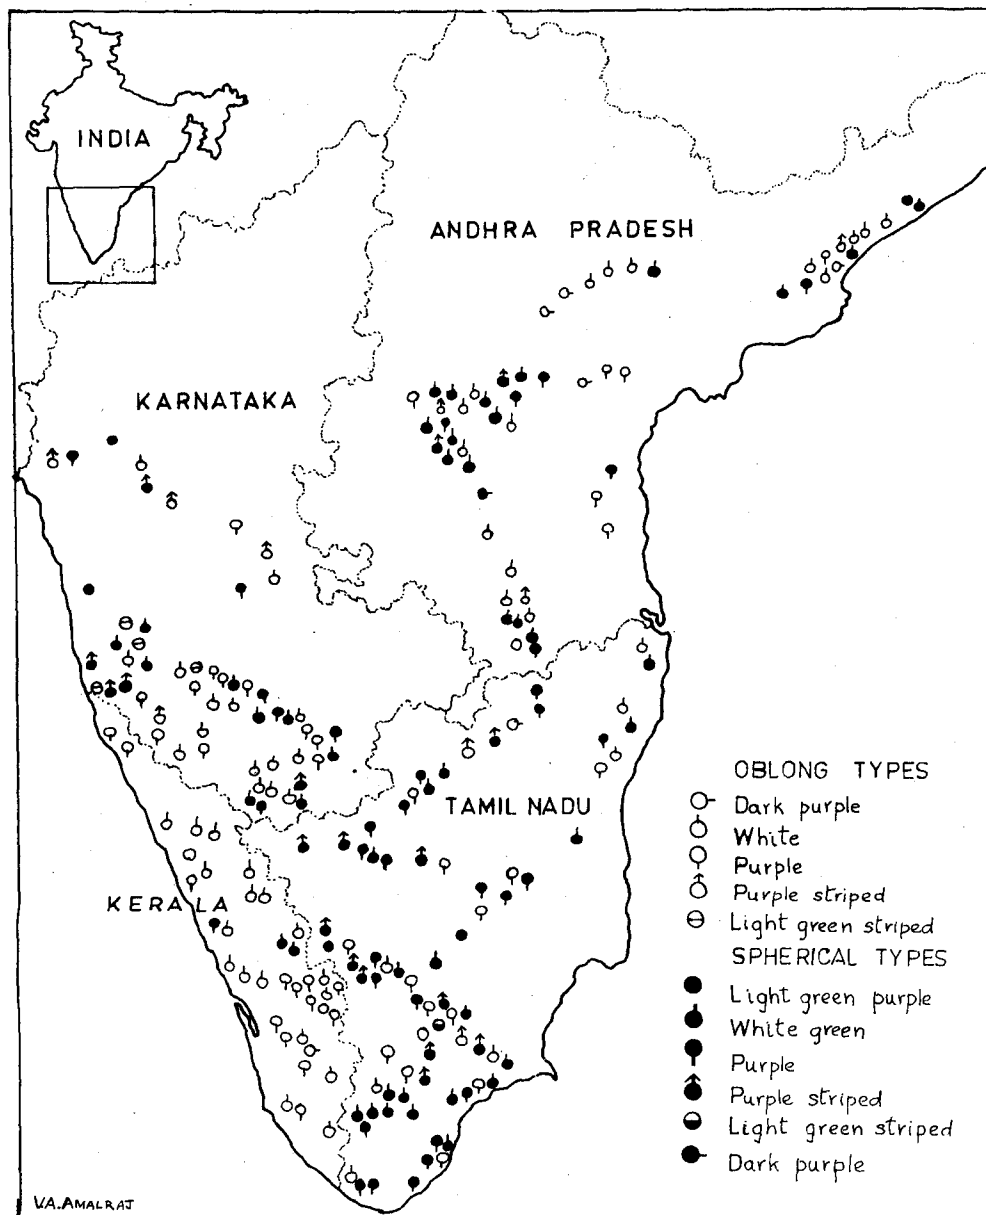 INDIA
ANDHRA PRADESH
KARNATAKA
TAMIL NADU
KERALA
OBLONG TYPES
Dark purple
White
Purple
Purple striped
Light green striped
SPHERICAL TYPES
Light green purple
White green
Purple
Purple striped
Light green striped
Dark purple
V.A.AMALRAJ